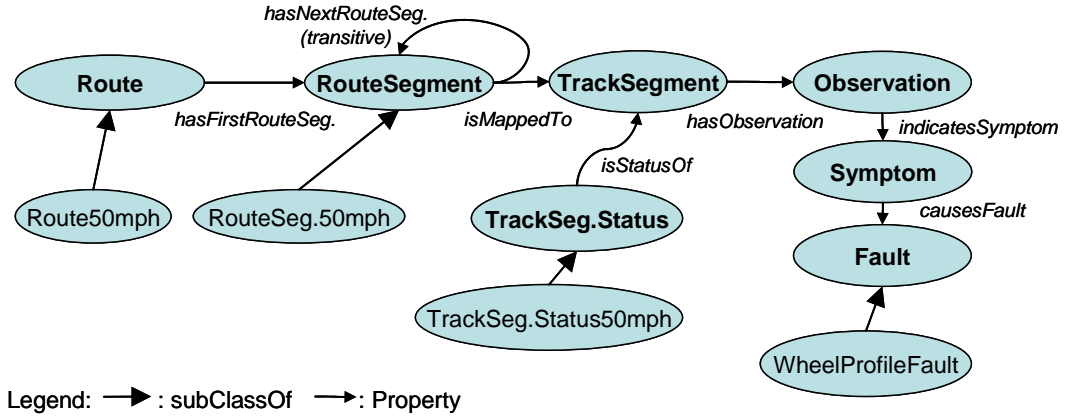 hasNextRouteSeg.
(transitive)
Route
RouteSegment
TrackSegment
Observation
hasFirstRouteSeg.
isMappedTo
hasObservation
indicatesSymptom
isStatusOf
Symptom
Route50mph
RouteSeg.50mph
TrackSeg.Status
causesFault
Fault
TrackSeg.Status50mph
WheelProfileFault
Legend: : subClassOf : Property